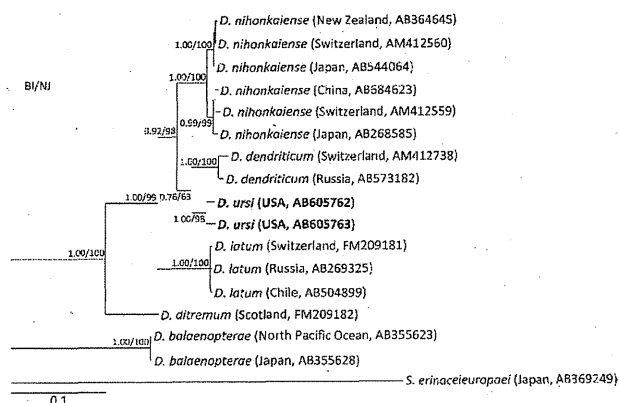 D. nihonkaiense (New Zealand, AB364645)
1.00/100 D. nihonkaiense (Switzerland, AM412560)
D. nihonkaiense (Japan, AB544064)
BI/NJ 1.00/100
D. nihonkaiense (China, AB684623)
D. nihonkaiense (Switzerland, AM412559)
0.99/99
0.92/98 D. nihonkaiense (Japan, AB268585)
D. dendriticum (Switzerland, AM412738)
1.00/100
D. dendriticum (Russia, AB573182)
1.00/99 0.76/63 D. ursi (USA, AB605762)
1.00/98 D. ursi (USA, AB605763)
D. latum (Switzerland, FM209181)
1.00/100 1.00/100 D. latum (Russia, AB269325)
D. latum (Chile, AB504899)
D. ditremum (Scotland, FM209182)
1.00/100 D. balaenopterae (North Pacific Ocean, AB355623)
D. balaenopterae (Japan, AB355628)
S. erinaceieuropaei (Japan, AB369249)
0.1